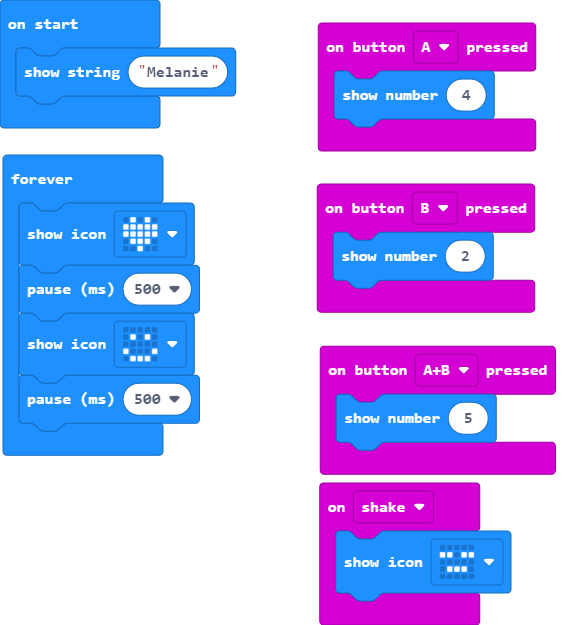 on start
show string "Melanie"
forever
show icon
pause (ms) 500
show icon
pause (ms) 500
on button A pressed
show number 4
on button B pressed
show number 2
on button A+B pressed
show number 5
on shake
show icon